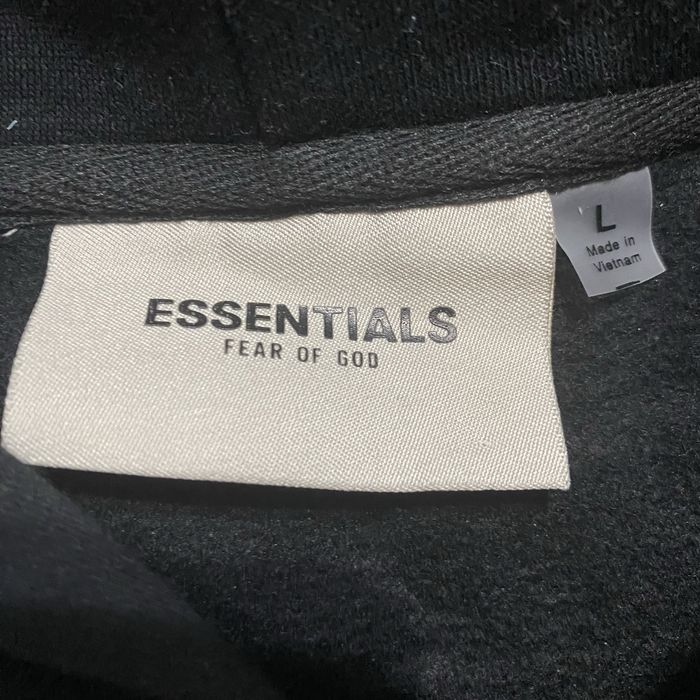 ESSENTIALS
FEAR OF GOD
L
Made in
Vietnam